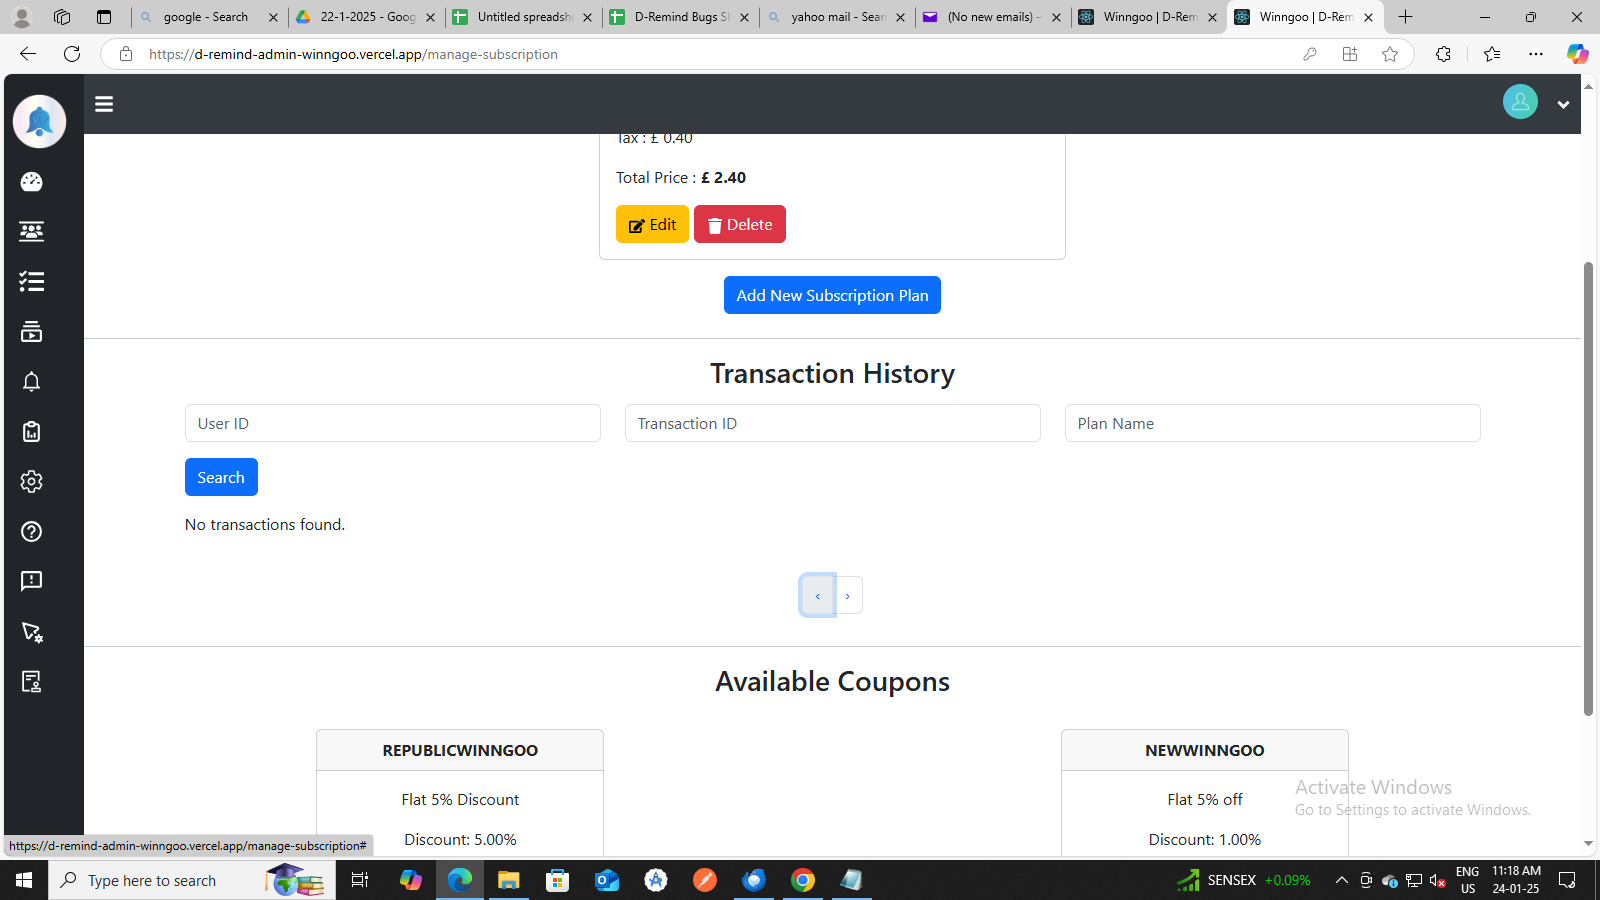 google - Search
22-1-2025 - Goog
Untitled spreadsh
D-Remind Bugs Sh
yahoo mail - Sear
(No new emails) -
Winngoo | D-Rem
Winngoo | D-Rem
https://d-remind-admin-winngoo.vercel.app/manage-subscription
Tax : £ 0.40
Total Price : £ 2.40
Edit
Delete
Add New Subscription Plan
Transaction History
User ID
Transaction ID
Plan Name
Search
No transactions found.
‹
›
Available Coupons
REPUBLICWINNGOO
NEWWINNGOO
Flat 5% Discount
Flat 5% off
Discount: 5.00%
Discount: 1.00%
Activate Windows
Go to Settings to activate Windows.
https://d-remind-admin-winngoo.vercel.app/manage-subscription#
Type here to search
SENSEX +0.09%
ENG
US
11:18 AM
24-01-25